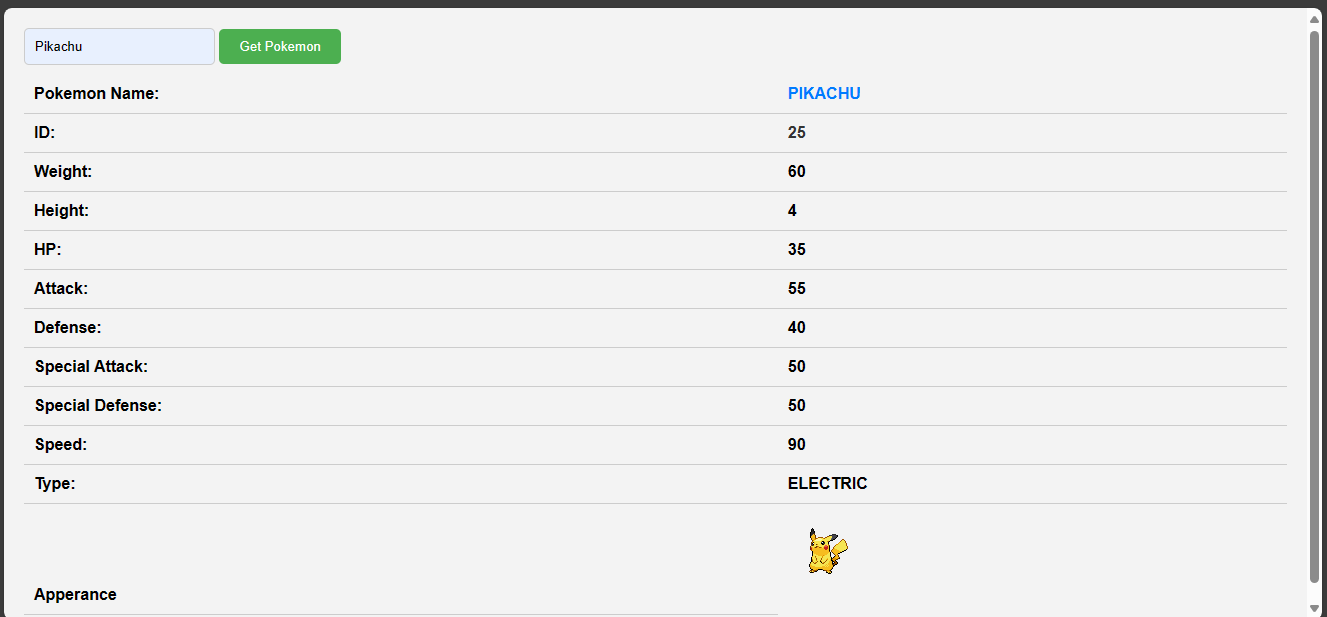 Pikachu Get Pokemon
Pokemon Name: PIKACHU
ID: 25
Weight: 60
Height: 4
HP: 35
Attack: 55
Defense: 40
Special Attack: 50
Special Defense: 50
Speed: 90
Type: ELECTRIC
Apperance